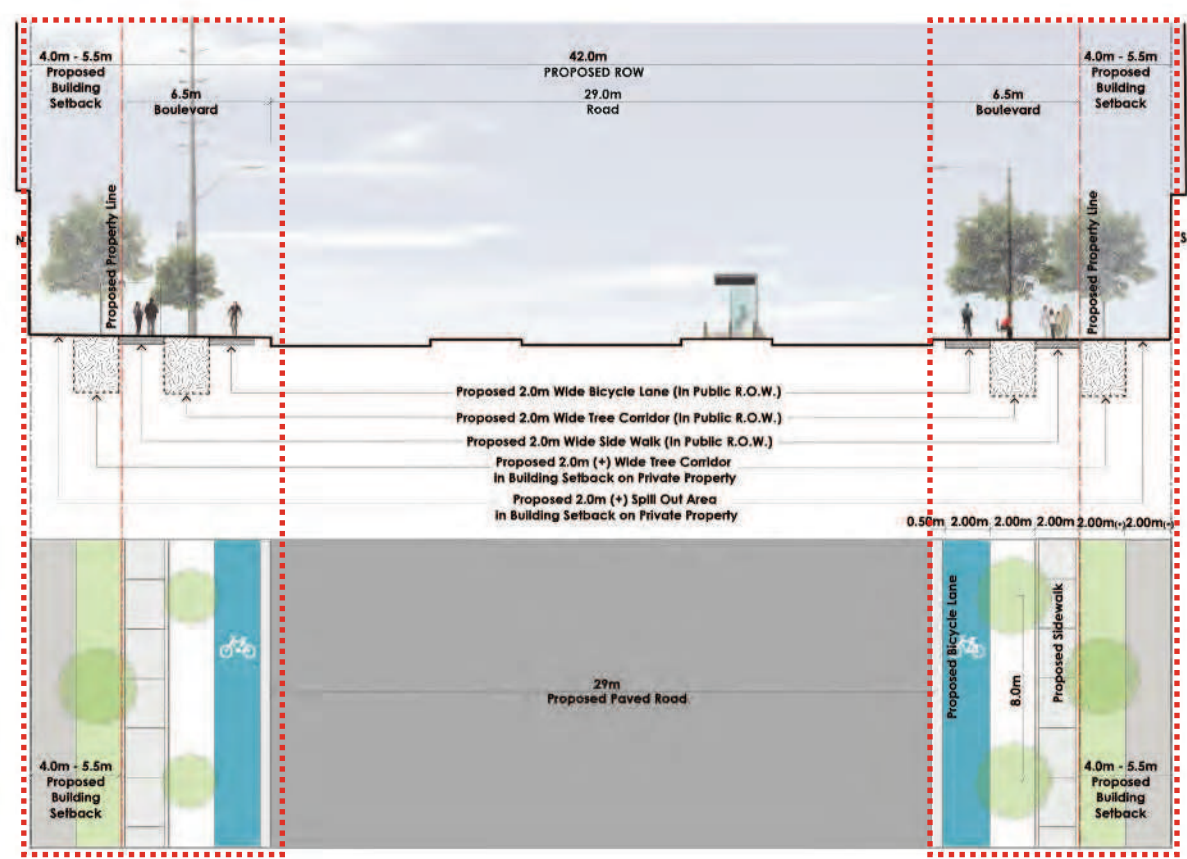 4.0m - 5.5m
Proposed
Building
Setback
6.5m
Boulevard
42.0m
PROPOSED ROW
29.0m
Road
6.5m
Boulevard
4.0m - 5.5m
Proposed
Building
Setback
Proposed Property Line
Proposed Property Line
N
S
Proposed 2.0m Wide Bicycle Lane (In Public R.O.W.)
Proposed 2.0m Wide Tree Corridor (In Public R.O.W.)
Proposed 2.0m Wide Side Walk (In Public R.O.W.)
Proposed 2.0m (+) Wide Tree Corridor
in Building Setback on Private Property
Proposed 2.0m (+) Spill Out Area
in Building Setback on Private Property
0.50m 2.00m 2.00m 2.00m 2.00m(+) 2.00m(+)
Proposed Bicycle Lane
8.0m
Proposed Sidewalk
29m
Proposed Paved Road
4.0m - 5.5m
Proposed
Building
Setback
4.0m - 5.5m
Proposed
Building
Setback